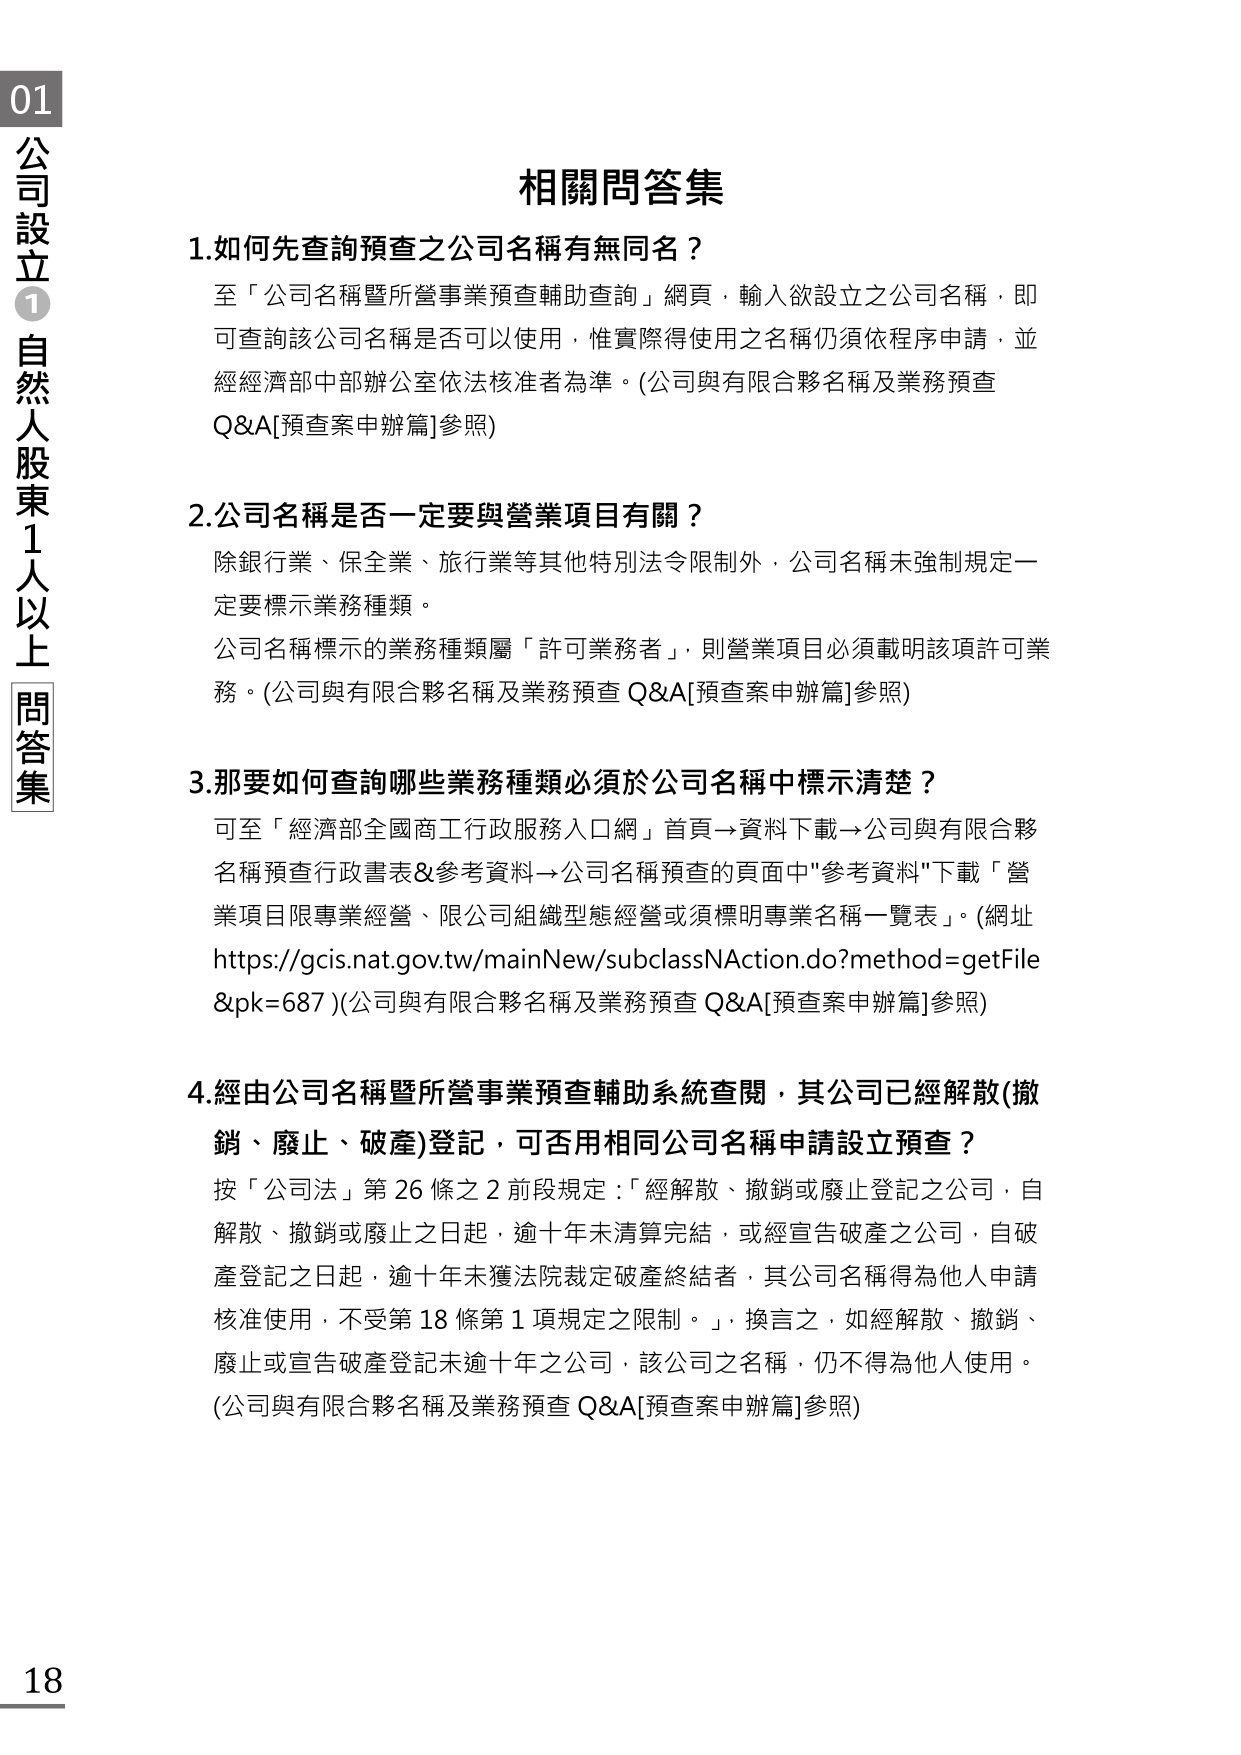 01
公司設立❶自然人股東1人以上 問答集
相關問答集
1.如何先查詢預查之公司名稱有無同名？
至「公司名稱暨所營事業預查輔助查詢」網頁，輸入欲設立之公司名稱，即
可查詢該公司名稱是否可以使用，惟實際得使用之名稱仍須依程序申請，並
經經濟部中部辦公室依法核准者為準。(公司與有限合夥名稱及業務預查
Q&A[預查案申辦篇]參照)
2.公司名稱是否一定要與營業項目有關？
除銀行業、保全業、旅行業等其他特別法令限制外，公司名稱未強制規定一
定要標示業務種類。
公司名稱標示的業務種類屬「許可業務者」，則營業項目必須載明該項許可業
務。(公司與有限合夥名稱及業務預查 Q&A[預查案申辦篇]參照)
3.那要如何查詢哪些業務種類必須於公司名稱中標示清楚？
可至「經濟部全國商工行政服務入口網」首頁→資料下載→公司與有限合夥
名稱預查行政書表&參考資料→公司名稱預查的頁面中"參考資料"下載「營
業項目限專業經營、限公司組織型態經營或須標明專業名稱一覽表」。(網址
https://gcis.nat.gov.tw/mainNew/subclassNAction.do?method=getFile
&pk=687 )(公司與有限合夥名稱及業務預查 Q&A[預查案申辦篇]參照)
4.經由公司名稱暨所營事業預查輔助系統查閱，其公司已經解散(撤
銷、廢止、破產)登記，可否用相同公司名稱申請設立預查？
按「公司法」第 26 條之 2 前段規定：「經解散、撤銷或廢止登記之公司，自
解散、撤銷或廢止之日起，逾十年未清算完結，或經宣告破產之公司，自破
產登記之日起，逾十年未獲法院裁定破產終結者，其公司名稱得為他人申請
核准使用，不受第 18 條第 1 項規定之限制。」，換言之，如經解散、撤銷、
廢止或宣告破產登記未逾十年之公司，該公司之名稱，仍不得為他人使用。
(公司與有限合夥名稱及業務預查 Q&A[預查案申辦篇]參照)
18